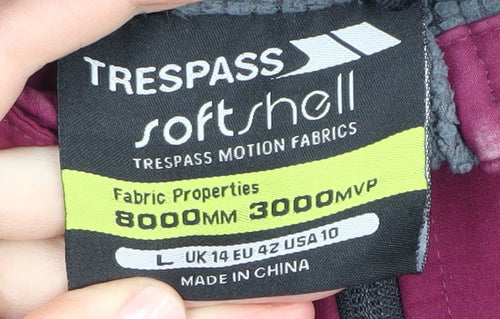 TRESPASS
softshell
TRESPASS MOTION FABRICS
Fabric Properties
8000MM 3000MVP
L UK 14 EU 42 USA 10
MADE IN CHINA